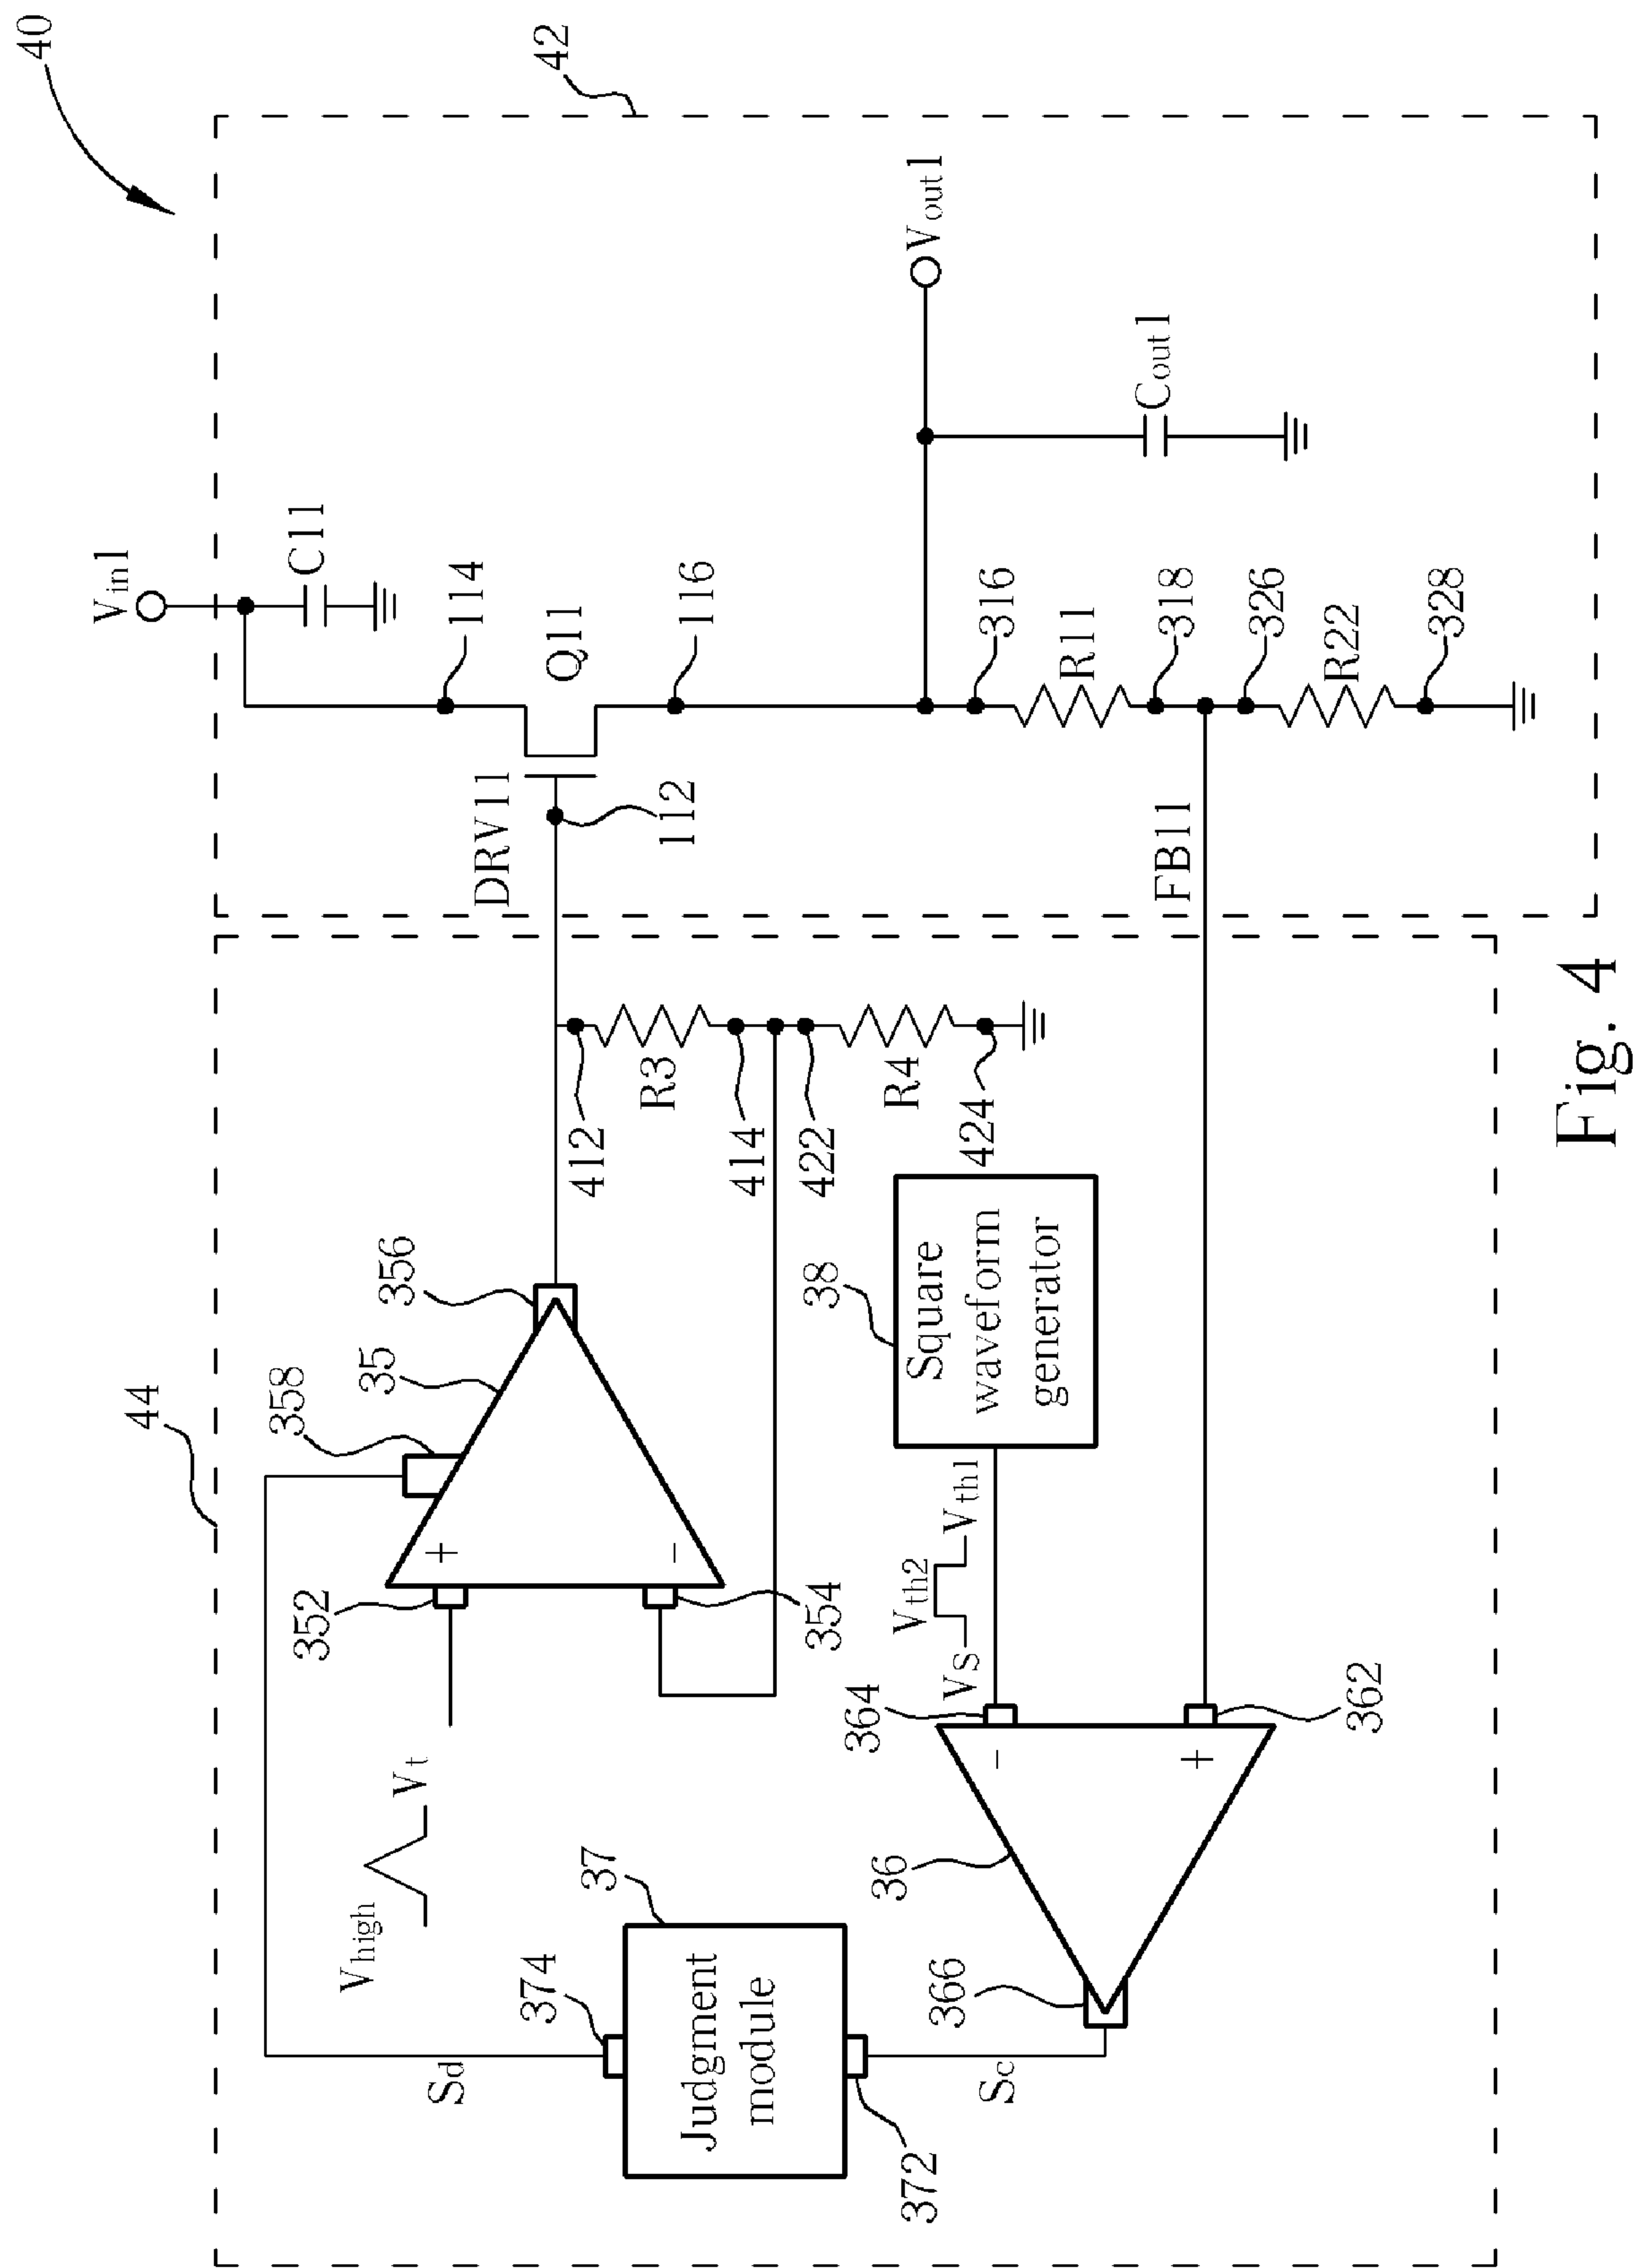 40
42
44
Vin1
C11
114
Q11
116
DRV11
112
Vout1
Cout1
316
R11
318
326
R22
328
FB11
412
R3
414
422
R4
424
356
35
358
352
354
+
-
Vhigh
Vt
Sd
374
37
Judgment
module
372
Sc
366
36
364
362
-
+
Vs
Vth2
Vth1
38
Square
waveform
generator
Fig. 4